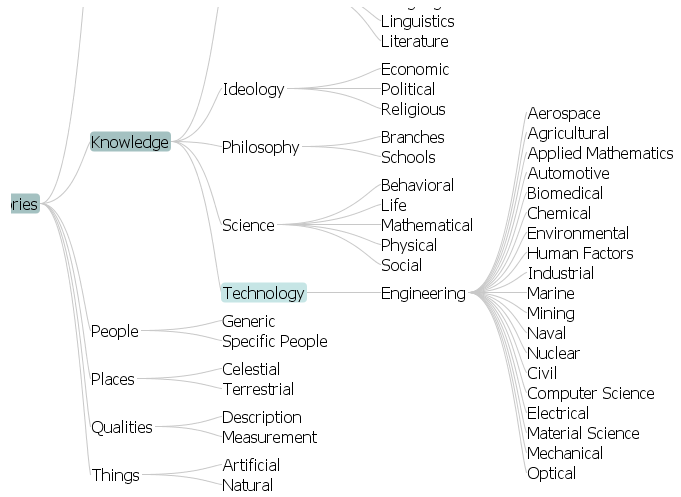 Linguistics
Literature
Ideology
Economic
Political
Religious
Knowledge
Philosophy
Branches
Schools
Science
Behavioral
Life
Mathematical
Physical
Social
Technology
Engineering
Aerospace
Agricultural
Applied Mathematics
Automotive
Biomedical
Chemical
Environmental
Human Factors
Industrial
Marine
Mining
Naval
Nuclear
Civil
Computer Science
Electrical
Material Science
Mechanical
Optical
ries
People
Generic
Specific People
Places
Celestial
Terrestrial
Qualities
Description
Measurement
Things
Artificial
Natural